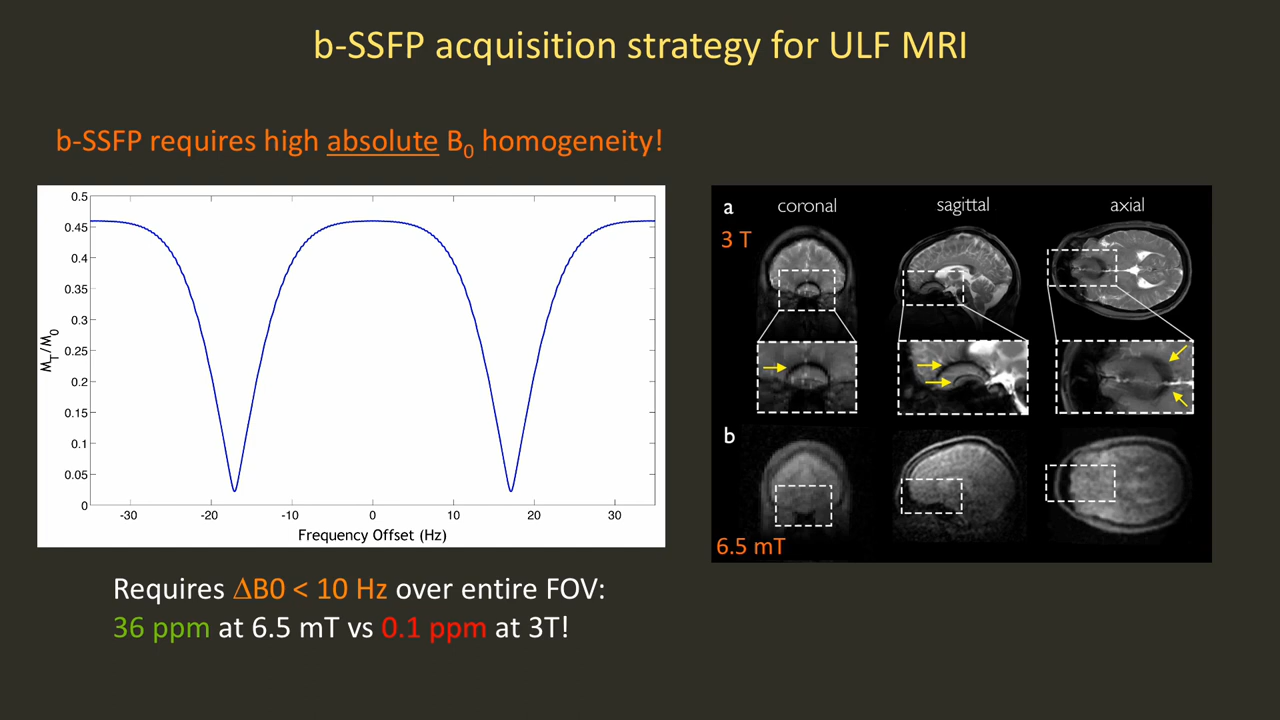 b-SSFP acquisition strategy for ULF MRI
b-SSFP requires high absolute B0 homogeneity!
0.5
0.45
0.4
0.35
0.3
0.25
0.2
0.15
0.1
0.05
0
MT/M0
-30
-20
-10
0
10
20
30
Frequency Offset (Hz)
a
coronal
sagittal
axial
3 T
b
6.5 mT
Requires ΔB0 < 10 Hz over entire FOV:
36 ppm at 6.5 mT vs 0.1 ppm at 3T!